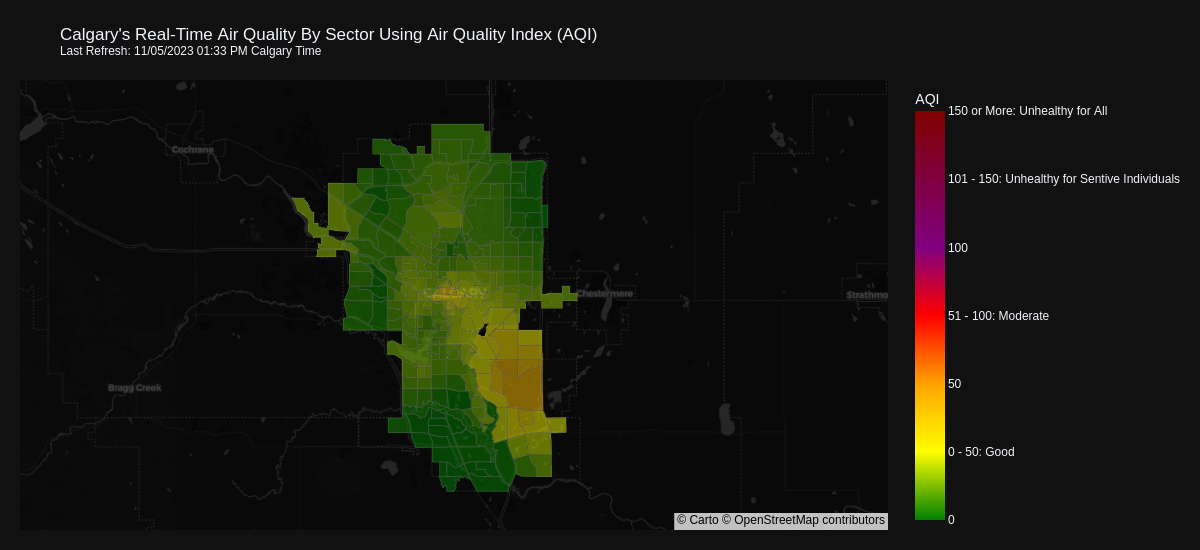 Calgary's Real-Time Air Quality By Sector Using Air Quality Index (AQI)
Last Refresh: 11/05/2023 01:33 PM Calgary Time
AQI
150 or More: Unhealthy for All
Cochrane
101 - 150: Unhealthy for Sentive Individuals
100
CALGARY
Chestermere
Strathmo
51 - 100: Moderate
50
Bragg Creek
0 - 50: Good
0
© Carto © OpenStreetMap contributors